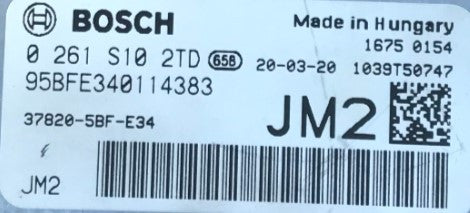 BOSCH
Made in Hungary
1675 0154
0 261 S10 2TD 658 20-03-20 1039T50747
95BFE340114383
37820-5BF-E34
JM2
JM2